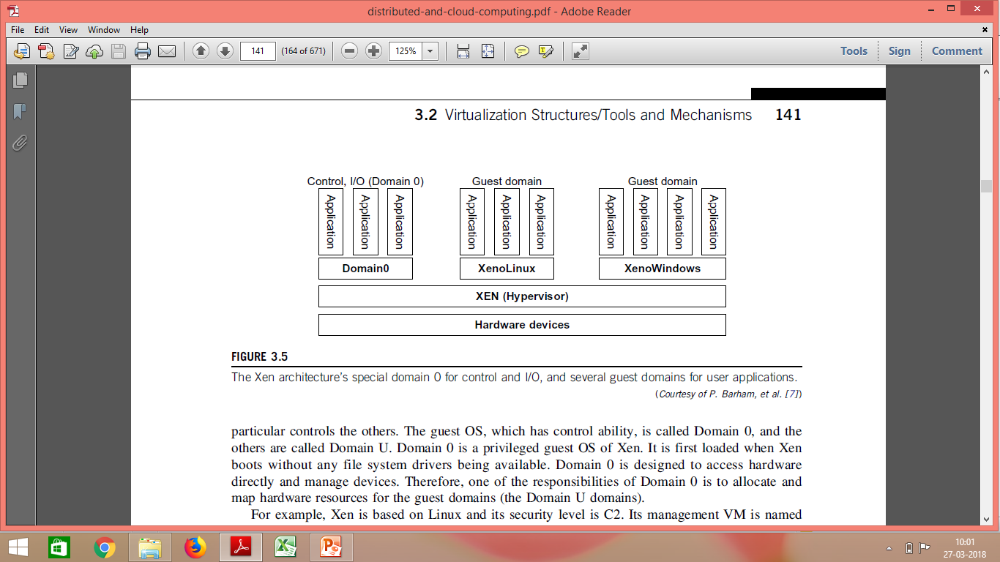 distributed-and-cloud-computing.pdf - Adobe Reader
File Edit View Window Help
141 (164 of 671) 125% Tools Sign Comment
3.2 Virtualization Structures/Tools and Mechanisms 141
Control, I/O (Domain 0) Guest domain Guest domain
Application Application Application Application Application Application Application Application Application Application
Domain0 XenoLinux XenoWindows
XEN (Hypervisor)
Hardware devices
FIGURE 3.5
The Xen architecture's special domain 0 for control and I/O, and several guest domains for user applications.
(Courtesy of P. Barham, et al. [7])
particular controls the others. The guest OS, which has control ability, is called Domain 0, and the
others are called Domain U. Domain 0 is a privileged guest OS of Xen. It is first loaded when Xen
boots without any file system drivers being available. Domain 0 is designed to access hardware
directly and manage devices. Therefore, one of the responsibilities of Domain 0 is to allocate and
map hardware resources for the guest domains (the Domain U domains).
For example, Xen is based on Linux and its security level is C2. Its management VM is named
10:01
27-03-2018